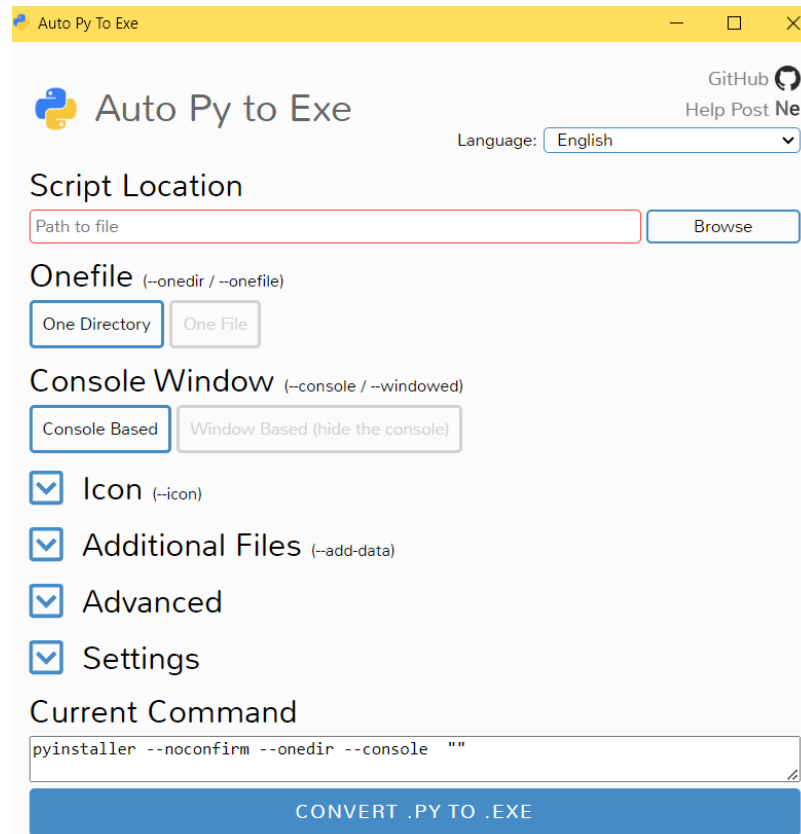 Auto Py To Exe
GitHub
Auto Py to Exe
Help Post Ne
Language: English
Script Location
Path to file Browse
Onefile (--onedir / --onefile)
One Directory One File
Console Window (--console / --windowed)
Console Based Window Based (hide the console)
Icon (--icon)
Additional Files (--add-data)
Advanced
Settings
Current Command
pyinstaller --noconfirm --onedir --console ""
CONVERT .PY TO .EXE